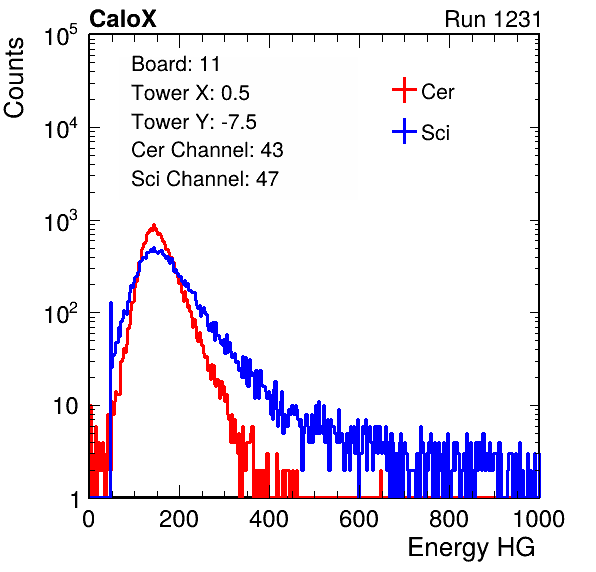 CaloX Run 1231
Counts
Board: 11
Tower X: 0.5
Tower Y: -7.5
Cer Channel: 43
Sci Channel: 47
Cer
Sci
10^5
10^4
10^3
10^2
10
1
0 200 400 600 800 1000
Energy HG